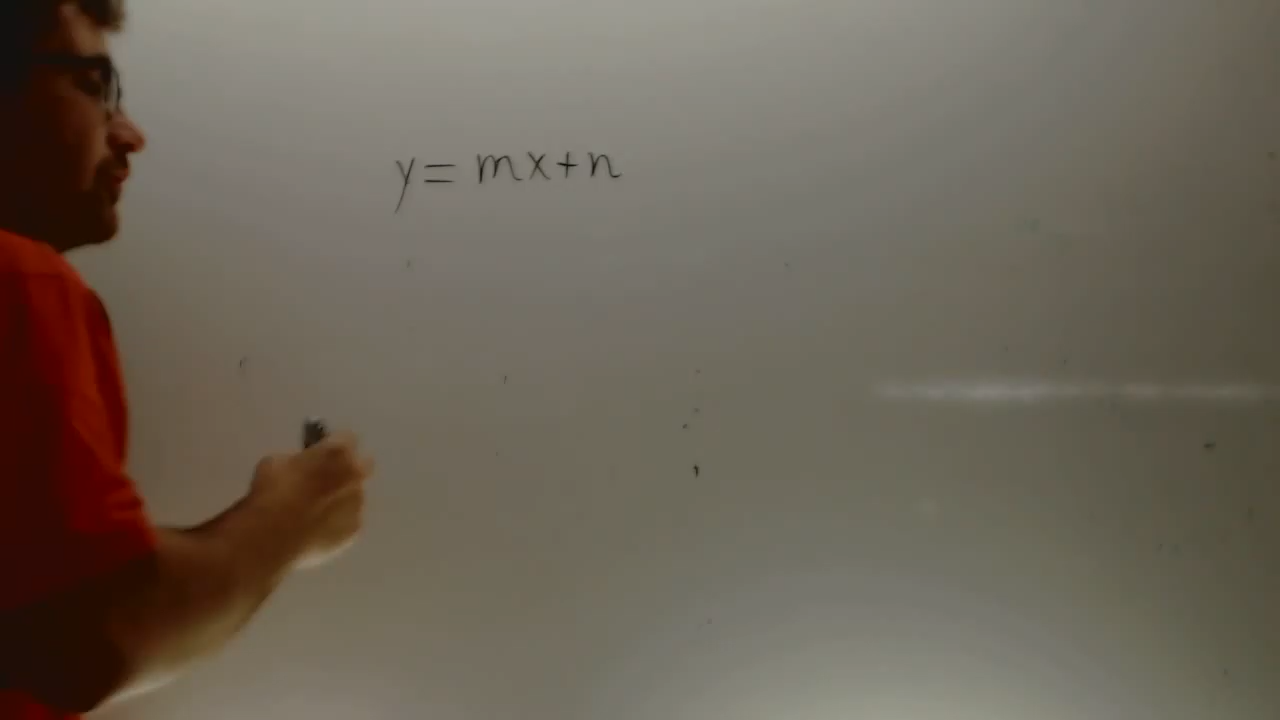 y = mx+n